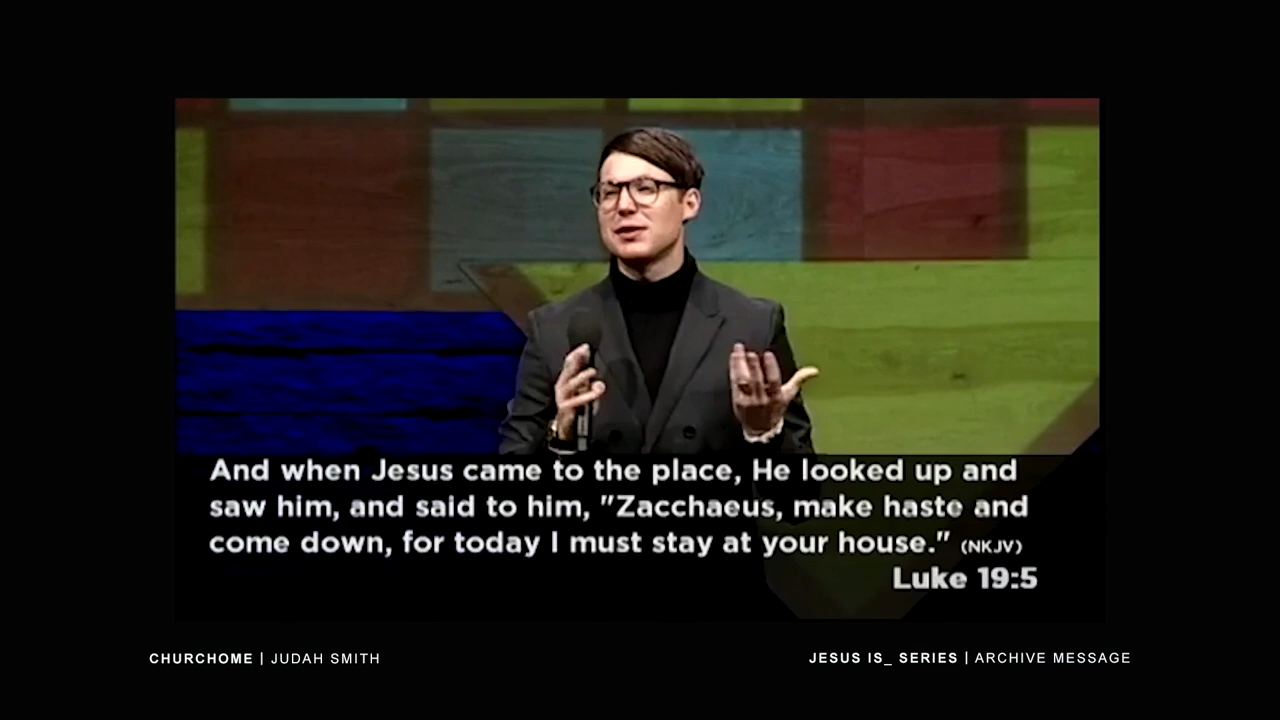 And when Jesus came to the place, He looked up and
saw him, and said to him, "Zacchaeus, make haste and
come down, for today I must stay at your house." (NKJV)
Luke 19:5
CHURCHOME | JUDAH SMITH
JESUS IS_ SERIES | ARCHIVE MESSAGE